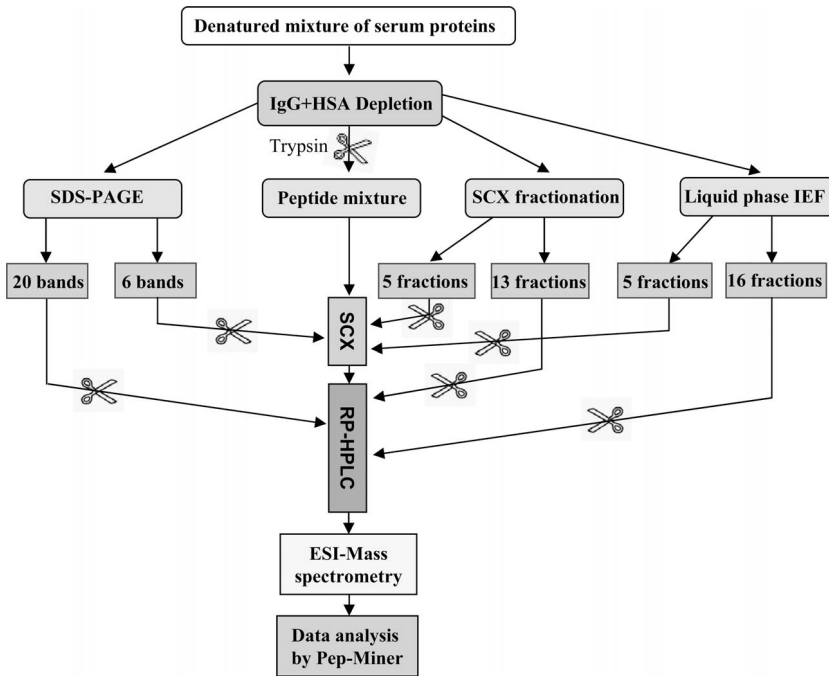 Denatured mixture of serum proteins
IgG+HSA Depletion
Trypsin
SDS-PAGE
Peptide mixture
SCX fractionation
Liquid phase IEF
20 bands
6 bands
5 fractions
13 fractions
5 fractions
16 fractions
SCX
RP-HPLC
ESI-Mass
spectrometry
Data analysis
by Pep-Miner